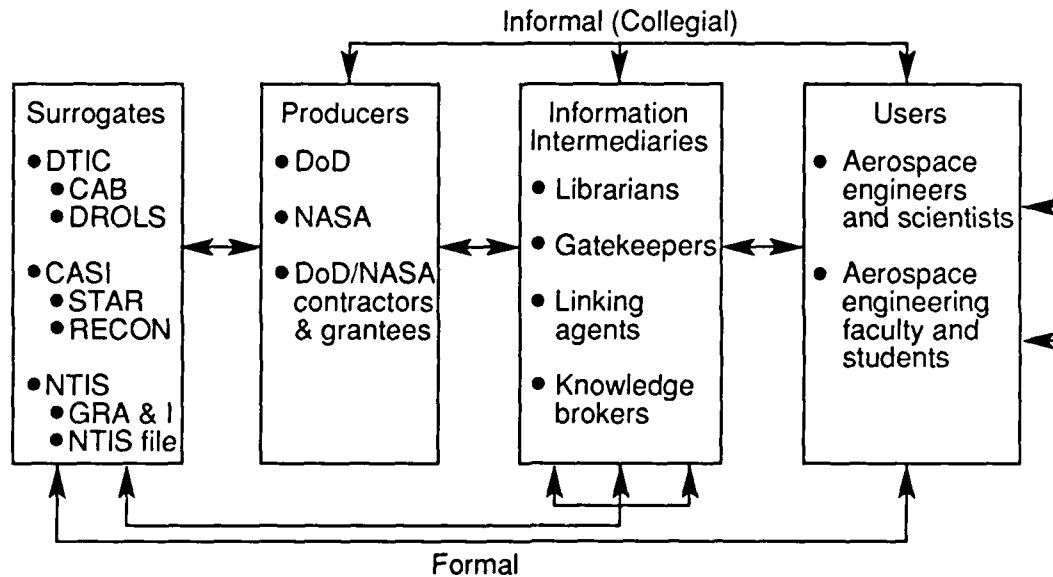 Informal (Collegial)
Surrogates
● DTIC
● CAB
● DROLS
● CASI
● STAR
● RECON
● NTIS
● GRA & I
● NTIS file
Producers
● DoD
● NASA
● DoD/NASA
contractors
& grantees
Information
Intermediaries
● Librarians
● Gatekeepers
● Linking
agents
● Knowledge
brokers
Users
● Aerospace
engineers
and scientists
● Aerospace
engineering
faculty and
students
Formal